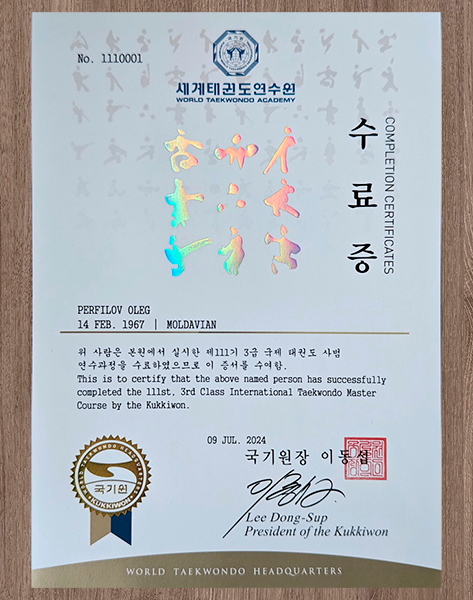 No. 1110001
국기원
세계태권도연수원
WORLD TAEKWONDO ACADEMY
수료증
COMPLETION CERTIFICATES
PERFILOV OLEG
14 FEB. 1967 | MOLDAVIAN
위 사람은 본원에서 실시한 제111기 3급 국제 태권도 사범
연수과정을 수료하였으므로 이 증서를 수여함.
This is to certify that the above named person has successfully
completed the 111st, 3rd Class International Taekwondo Master
Course by the Kukkiwon.
09 JUL. 2024
국기원장 이동섭
Lee Dong-Sup
President of the Kukkiwon
WORLD TAEKWONDO HEADQUARTERS
국기원
KUKKIWON
WORLD TAEKWONDO HEADQUARTERS